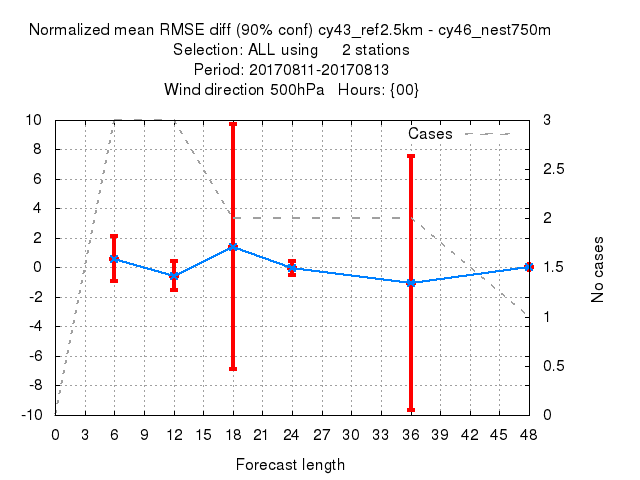 Normalized mean RMSE diff (90% conf) cy43_ref2.5km - cy46_nest750m
Selection: ALL using 2 stations
Period: 20170811-20170813
Wind direction 500hPa Hours: {00}
Cases
10
8
6
4
2
0
-2
-4
-6
-8
-10
3
2.5
2
1.5
1
0.5
0
No cases
0 3 6 9 12 15 18 21 24 27 30 33 36 39 42 45 48
Forecast length